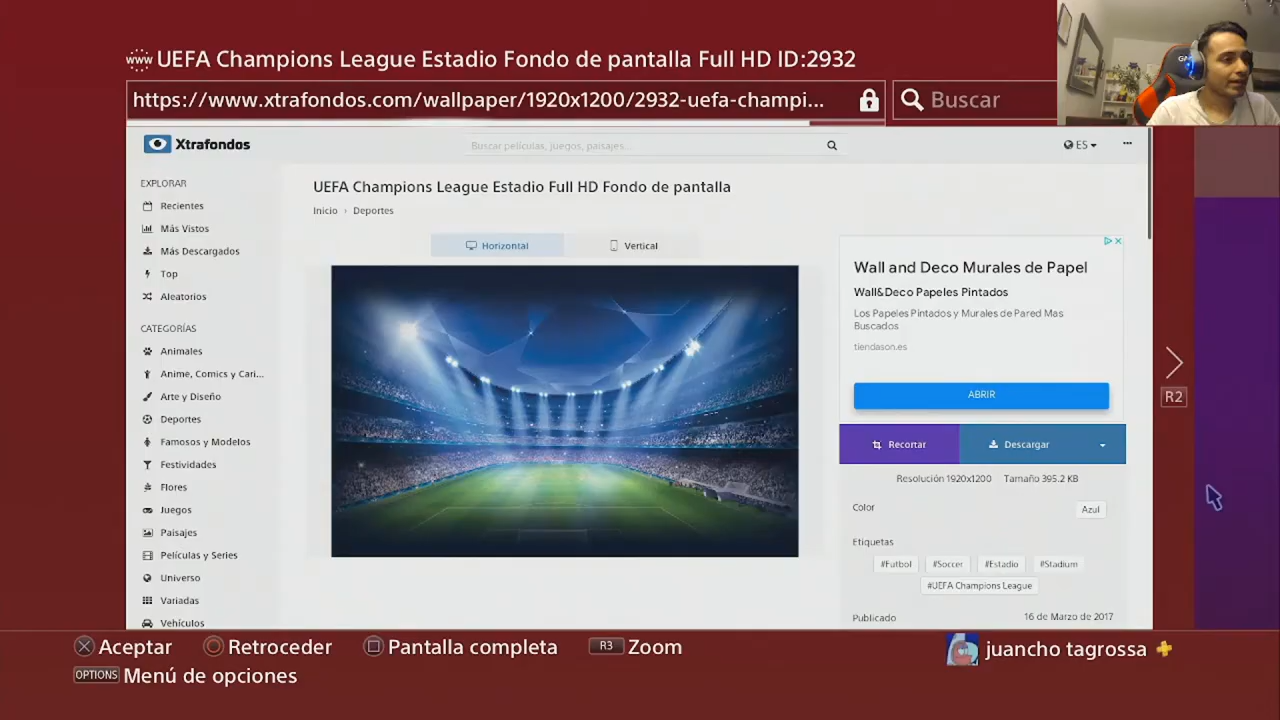 www UEFA Champions League Estadio Fondo de pantalla Full HD ID:2932
https://www.xtrafondos.com/wallpaper/1920x1200/2932-uefa-champi...
Buscar
Xtrafondos
Buscar películas, juegos, paisajes...
ES
EXPLORAR
Recientes
Más Vistos
Más Descargados
Top
Aleatorios
CATEGORÍAS
Animales
Anime, Comics y Cari...
Arte y Diseño
Deportes
Famosos y Modelos
Festividades
Flores
Juegos
Paisajes
Películas y Series
Universo
Variadas
Vehículos
UEFA Champions League Estadio Full HD Fondo de pantalla
Inicio › Deportes
Horizontal
Vertical
Wall and Deco Murales de Papel
Wall&Deco Papeles Pintados
Los Papeles Pintados y Murales de Pared Mas
Buscados
tiendason.es
ABRIR
Recortar
Descargar
Resolución 1920x1200 Tamaño 395.2 KB
Color
Azul
Etiquetas
#Futbol #Soccer #Estadio #Stadium
#UEFA Champions League
Publicado
16 de Marzo de 2017
R2
Aceptar
Retroceder
Pantalla completa
R3 Zoom
juancho tagrossa
OPTIONS Menú de opciones